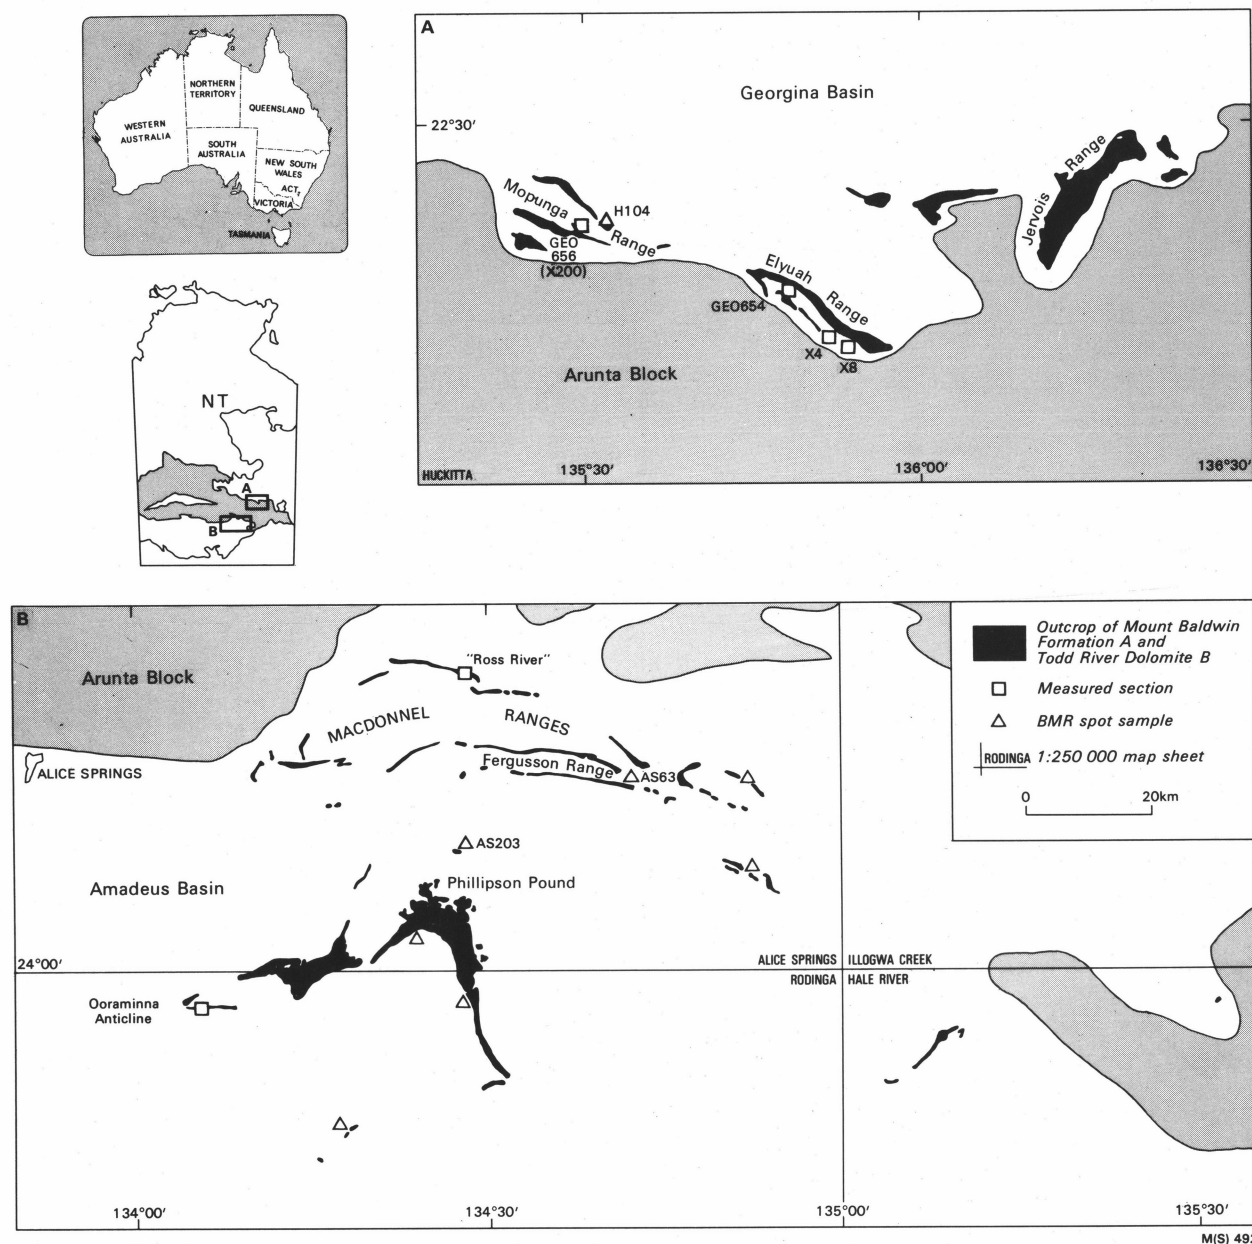 WESTERN
AUSTRALIA
NORTHERN
TERRITORY
QUEENSLAND
SOUTH
AUSTRALIA
NEW SOUTH
WALES
ACT
VICTORIA
TASMANIA
NT
A
B
A
Georgina Basin
22°30′
Mopunga
Range
H104
GEO
656
(X200)
Elyuah
Range
GEO654
X4
X8
Jervois Range
Arunta Block
HUCKITTA
135°30′
136°00′
136°30′
B
Arunta Block
"Ross River"
MACDONNEL RANGES
ALICE SPRINGS
Fergusson Range
AS63
AS203
Amadeus Basin
Phillipson Pound
24°00′
ALICE SPRINGS
ILLOGWA CREEK
RODINGA
HALE RIVER
Ooraminna
Anticline
134°00′
134°30′
135°00′
135°30′
Outcrop of Mount Baldwin
Formation A and
Todd River Dolomite B
Measured section
BMR spot sample
RODINGA 1:250 000 map sheet
0 20km